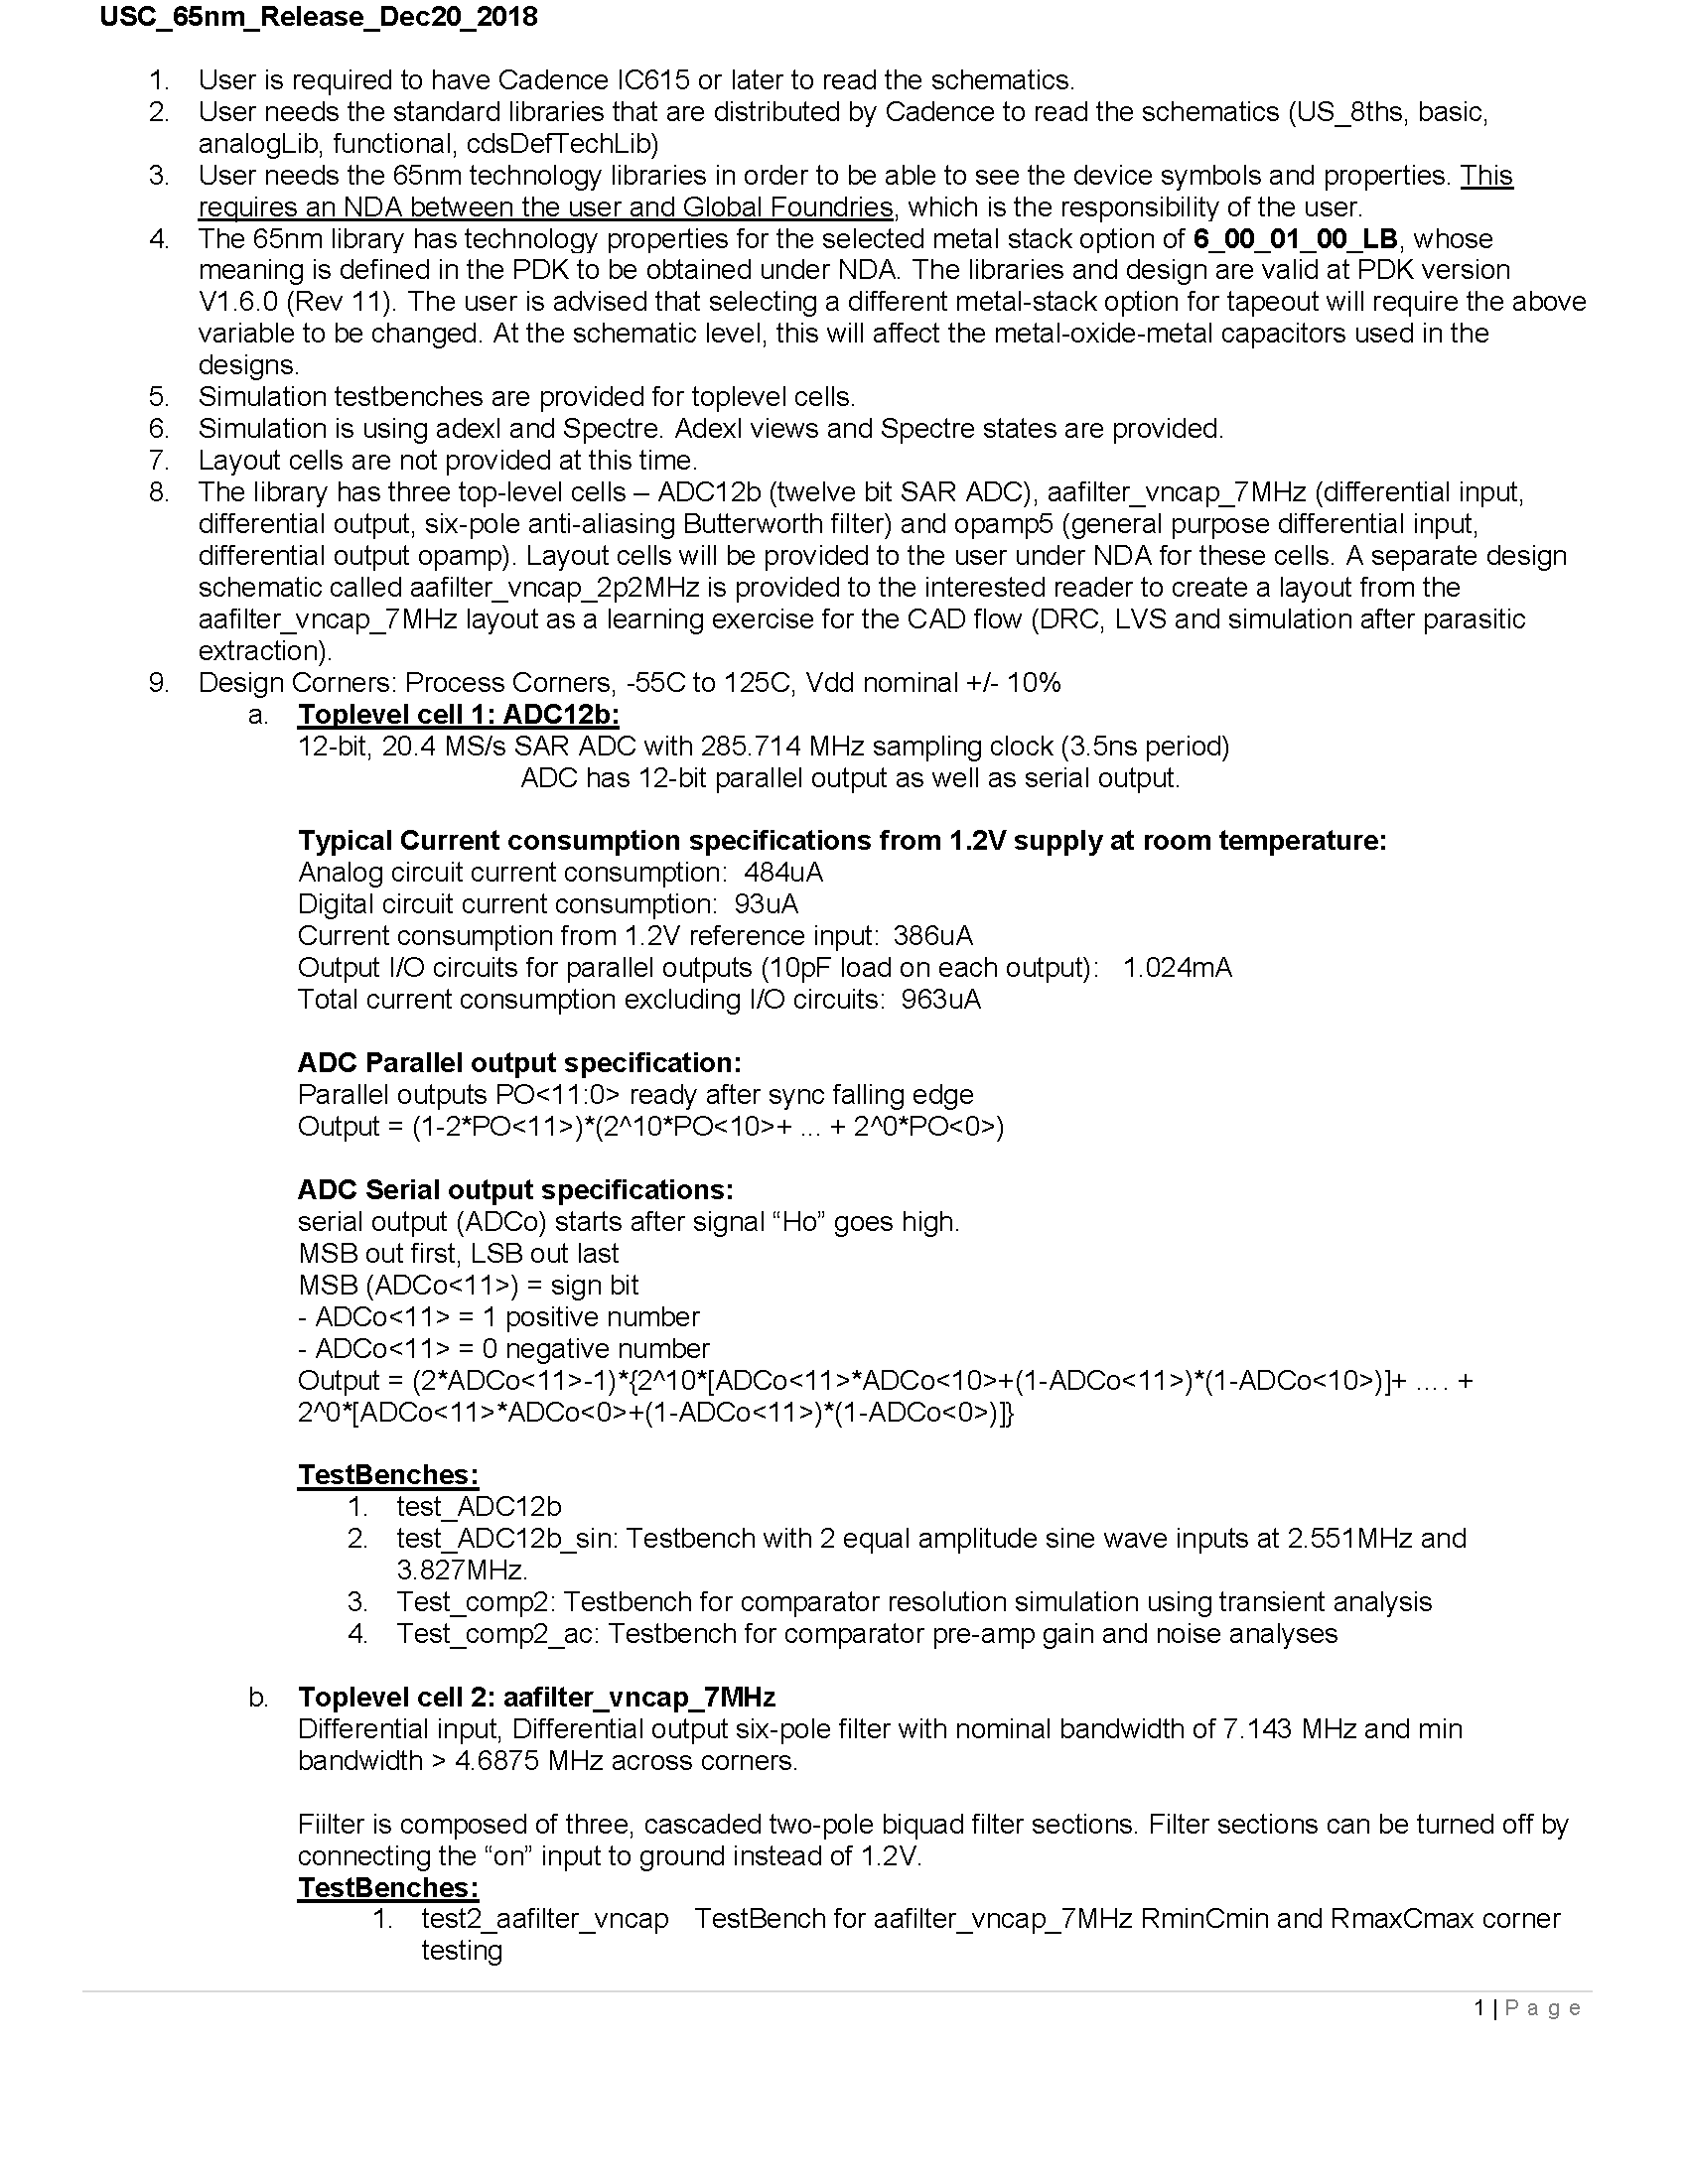 USC_65nm_Release_Dec20_2018
1. User is required to have Cadence IC615 or later to read the schematics.
2. User needs the standard libraries that are distributed by Cadence to read the schematics (US_8ths, basic,
analogLib, functional, cdsDefTechLib)
3. User needs the 65nm technology libraries in order to be able to see the device symbols and properties. This
requires an NDA between the user and Global Foundries, which is the responsibility of the user.
4. The 65nm library has technology properties for the selected metal stack option of 6_00_01_00_LB, whose
meaning is defined in the PDK to be obtained under NDA. The libraries and design are valid at PDK version
V1.6.0 (Rev 11). The user is advised that selecting a different metal-stack option for tapeout will require the above
variable to be changed. At the schematic level, this will affect the metal-oxide-metal capacitors used in the
designs.
5. Simulation testbenches are provided for toplevel cells.
6. Simulation is using adexl and Spectre. Adexl views and Spectre states are provided.
7. Layout cells are not provided at this time.
8. The library has three top-level cells – ADC12b (twelve bit SAR ADC), aafilter_vncap_7MHz (differential input,
differential output, six-pole anti-aliasing Butterworth filter) and opamp5 (general purpose differential input,
differential output opamp). Layout cells will be provided to the user under NDA for these cells. A separate design
schematic called aafilter_vncap_2p2MHz is provided to the interested reader to create a layout from the
aafilter_vncap_7MHz layout as a learning exercise for the CAD flow (DRC, LVS and simulation after parasitic
extraction).
9. Design Corners: Process Corners, -55C to 125C, Vdd nominal +/- 10%
a. Toplevel cell 1: ADC12b:
12-bit, 20.4 MS/s SAR ADC with 285.714 MHz sampling clock (3.5ns period)
ADC has 12-bit parallel output as well as serial output.
Typical Current consumption specifications from 1.2V supply at room temperature:
Analog circuit current consumption: 484uA
Digital circuit current consumption: 93uA
Current consumption from 1.2V reference input: 386uA
Output I/O circuits for parallel outputs (10pF load on each output): 1.024mA
Total current consumption excluding I/O circuits: 963uA
ADC Parallel output specification:
Parallel outputs PO<11:0> ready after sync falling edge
Output = (1-2*PO<11>)*(2^10*PO<10>+ ... + 2^0*PO<0>)
ADC Serial output specifications:
serial output (ADCo) starts after signal “Ho” goes high.
MSB out first, LSB out last
MSB (ADCo<11>) = sign bit
- ADCo<11> = 1 positive number
- ADCo<11> = 0 negative number
Output = (2*ADCo<11>-1)*{2^10*[ADCo<11>*ADCo<10>+(1-ADCo<11>)*(1-ADCo<10>)]+ .... +
2^0*[ADCo<11>*ADCo<0>+(1-ADCo<11>)*(1-ADCo<0>)]}
TestBenches:
1. test_ADC12b
2. test_ADC12b_sin: Testbench with 2 equal amplitude sine wave inputs at 2.551MHz and
3.827MHz.
3. Test_comp2: Testbench for comparator resolution simulation using transient analysis
4. Test_comp2_ac: Testbench for comparator pre-amp gain and noise analyses
b. Toplevel cell 2: aafilter_vncap_7MHz
Differential input, Differential output six-pole filter with nominal bandwidth of 7.143 MHz and min
bandwidth > 4.6875 MHz across corners.
Fiilter is composed of three, cascaded two-pole biquad filter sections. Filter sections can be turned off by
connecting the “on” input to ground instead of 1.2V.
TestBenches:
1. test2_aafilter_vncap TestBench for aafilter_vncap_7MHz RminCmin and RmaxCmax corner
testing
1 | P a g e